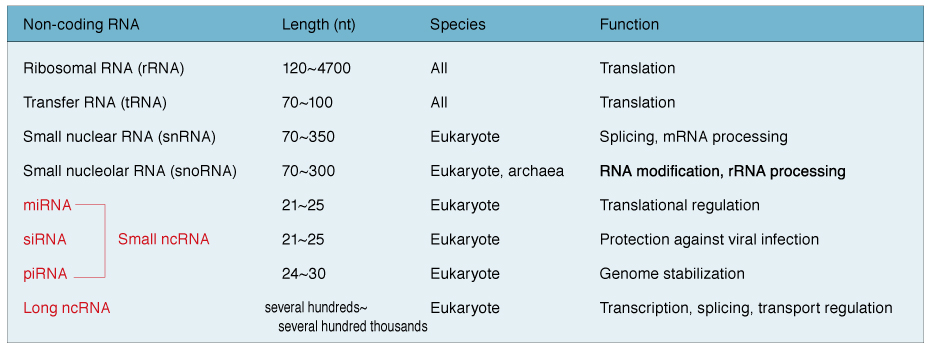 Non-coding RNA Length (nt) Species Function
Ribosomal RNA (rRNA) 120~4700 All Translation
Transfer RNA (tRNA) 70~100 All Translation
Small nuclear RNA (snRNA) 70~350 Eukaryote Splicing, mRNA processing
Small nucleolar RNA (snoRNA) 70~300 Eukaryote, archaea RNA modification, rRNA processing
miRNA 21~25 Eukaryote Translational regulation
siRNA Small ncRNA 21~25 Eukaryote Protection against viral infection
piRNA 24~30 Eukaryote Genome stabilization
Long ncRNA several hundreds~ Eukaryote Transcription, splicing, transport regulation
several hundred thousands